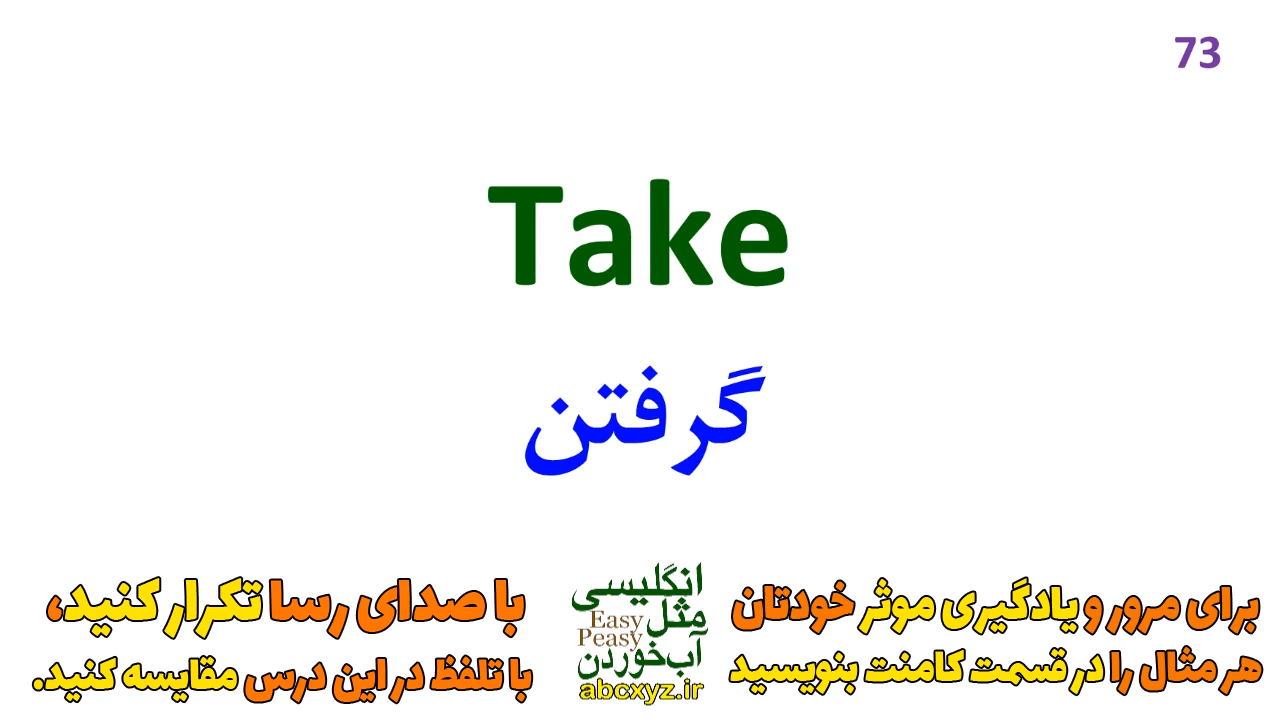 73
Take
گرفتن
برای مرور و یادگیری موثر خودتان
هر مثال را در قسمت کامنت بنویسید
انگلیسی
مثل
Easy
Peasy
آب خوردن
abcxyz.ir
با صدای رسا تکرار کنید،
با تلفظ در این درس مقایسه کنید.